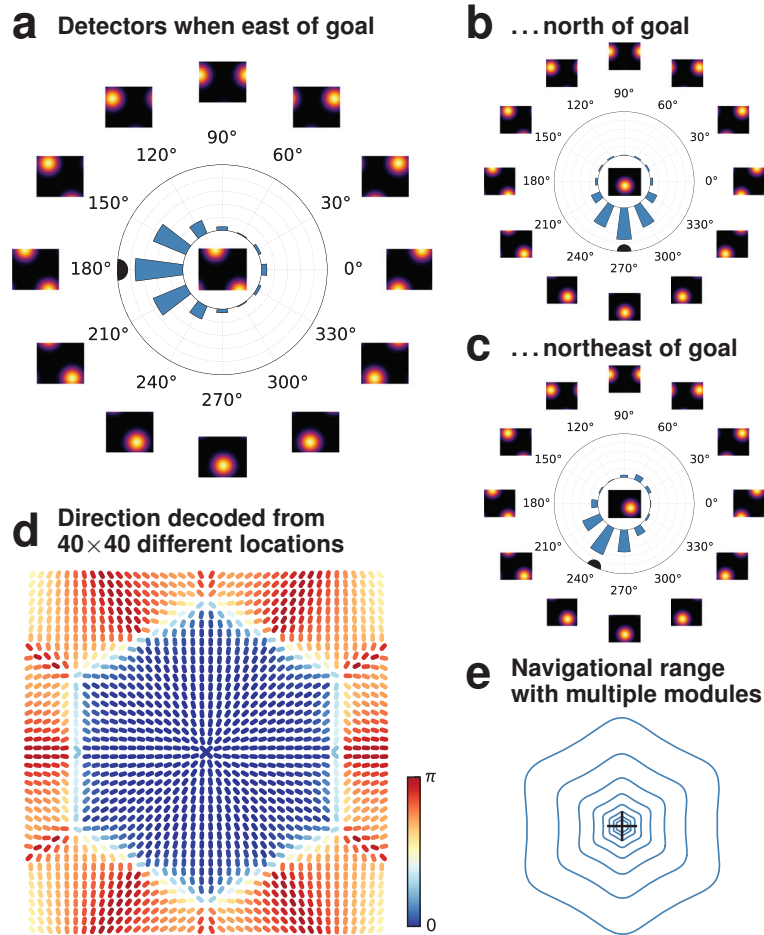 a Detectors when east of goal
90°
120° 60°
150° 30°
180° 0°
210° 330°
240° 300°
270°
b ...north of goal
90°
120° 60°
150° 30°
180° 0°
210° 330°
240° 300°
270°
c ...northeast of goal
90°
120° 60°
150° 30°
180° 0°
210° 330°
240° 300°
270°
d Direction decoded from
40×40 different locations
π
0
e Navigational range
with multiple modules